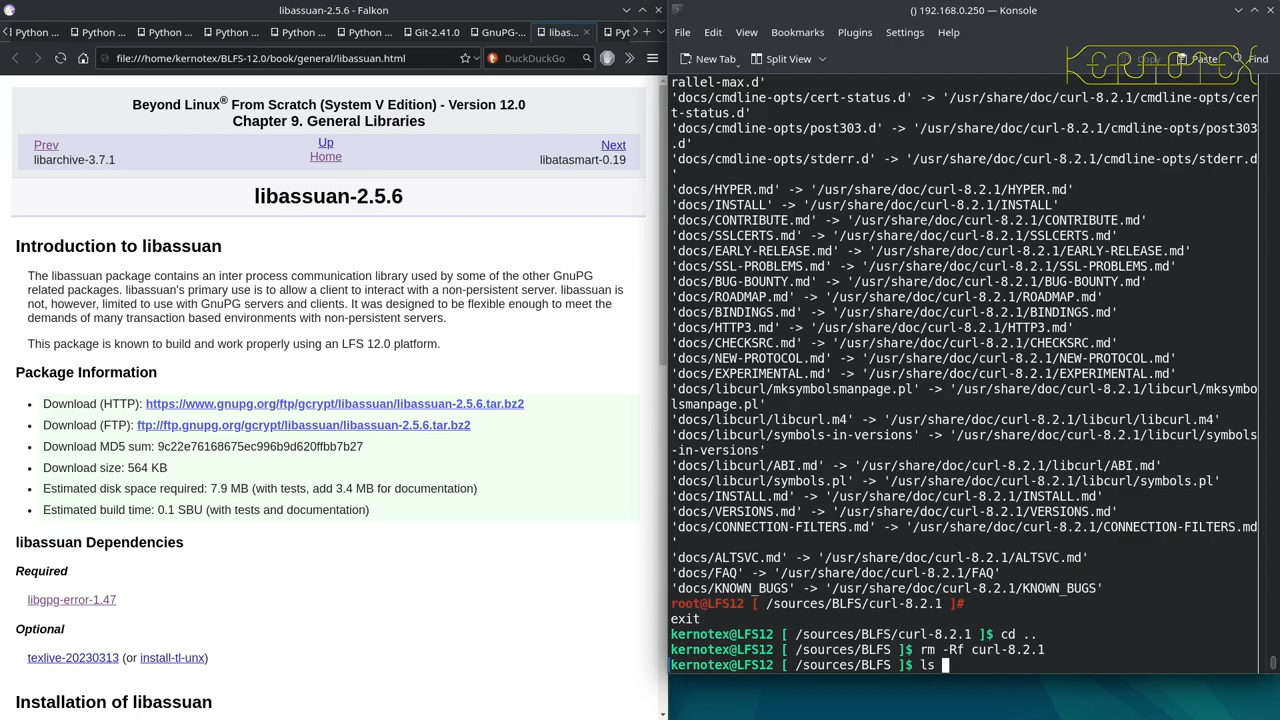 libassuan-2.5.6 - Falkon
Python ...
Python ...
Python ...
Python ...
Python ...
Python ...
Git-2.41.0
GnuPG-...
libas...
Pyt
file:///home/kernotex/BLFS-12.0/book/general/libassuan.html
DuckDuckGo
Beyond Linux® From Scratch (System V Edition) - Version 12.0
Chapter 9. General Libraries
Prev
Up
Next
libarchive-3.7.1
Home
libatasmart-0.19
libassuan-2.5.6
Introduction to libassuan
The libassuan package contains an inter process communication library used by some of the other GnuPG
related packages. libassuan's primary use is to allow a client to interact with a non-persistent server. libassuan is
not, however, limited to use with GnuPG servers and clients. It was designed to be flexible enough to meet the
demands of many transaction based environments with non-persistent servers.
This package is known to build and work properly using an LFS 12.0 platform.
Package Information
• Download (HTTP): https://www.gnupg.org/ftp/gcrypt/libassuan/libassuan-2.5.6.tar.bz2
• Download (FTP): ftp://ftp.gnupg.org/gcrypt/libassuan/libassuan-2.5.6.tar.bz2
• Download MD5 sum: 9c22e76168675ec996b9d620ffbb7b27
• Download size: 564 KB
• Estimated disk space required: 7.9 MB (with tests, add 3.4 MB for documentation)
• Estimated build time: 0.1 SBU (with tests and documentation)
libassuan Dependencies
Required
libgpg-error-1.47
Optional
texlive-20230313 (or install-tl-unx)
Installation of libassuan
() 192.168.0.250 — Konsole
File Edit View Bookmarks Plugins Settings Help
New Tab
Split View
Copy
Paste
Find
KERNOTEX
rallel-max.d'
'docs/cmdline-opts/cert-status.d' -> '/usr/share/doc/curl-8.2.1/cmdline-opts/cer
t-status.d'
'docs/cmdline-opts/post303.d' -> '/usr/share/doc/curl-8.2.1/cmdline-opts/post303
.d'
'docs/cmdline-opts/stderr.d' -> '/usr/share/doc/curl-8.2.1/cmdline-opts/stderr.d
'
'docs/HYPER.md' -> '/usr/share/doc/curl-8.2.1/HYPER.md'
'docs/INSTALL' -> '/usr/share/doc/curl-8.2.1/INSTALL'
'docs/CONTRIBUTE.md' -> '/usr/share/doc/curl-8.2.1/CONTRIBUTE.md'
'docs/SSLCERTS.md' -> '/usr/share/doc/curl-8.2.1/SSLCERTS.md'
'docs/EARLY-RELEASE.md' -> '/usr/share/doc/curl-8.2.1/EARLY-RELEASE.md'
'docs/SSL-PROBLEMS.md' -> '/usr/share/doc/curl-8.2.1/SSL-PROBLEMS.md'
'docs/BUG-BOUNTY.md' -> '/usr/share/doc/curl-8.2.1/BUG-BOUNTY.md'
'docs/ROADMAP.md' -> '/usr/share/doc/curl-8.2.1/ROADMAP.md'
'docs/BINDINGS.md' -> '/usr/share/doc/curl-8.2.1/BINDINGS.md'
'docs/HTTP3.md' -> '/usr/share/doc/curl-8.2.1/HTTP3.md'
'docs/CHECKSRC.md' -> '/usr/share/doc/curl-8.2.1/CHECKSRC.md'
'docs/NEW-PROTOCOL.md' -> '/usr/share/doc/curl-8.2.1/NEW-PROTOCOL.md'
'docs/EXPERIMENTAL.md' -> '/usr/share/doc/curl-8.2.1/EXPERIMENTAL.md'
'docs/libcurl/mksymbolsmanpage.pl' -> '/usr/share/doc/curl-8.2.1/libcurl/mksymbo
lsmanpage.pl'
'docs/libcurl/libcurl.m4' -> '/usr/share/doc/curl-8.2.1/libcurl/libcurl.m4'
'docs/libcurl/symbols-in-versions' -> '/usr/share/doc/curl-8.2.1/libcurl/symbols
-in-versions'
'docs/libcurl/ABI.md' -> '/usr/share/doc/curl-8.2.1/libcurl/ABI.md'
'docs/libcurl/symbols.pl' -> '/usr/share/doc/curl-8.2.1/libcurl/symbols.pl'
'docs/INSTALL.md' -> '/usr/share/doc/curl-8.2.1/INSTALL.md'
'docs/VERSIONS.md' -> '/usr/share/doc/curl-8.2.1/VERSIONS.md'
'docs/CONNECTION-FILTERS.md' -> '/usr/share/doc/curl-8.2.1/CONNECTION-FILTERS.md
'
'docs/ALTSVC.md' -> '/usr/share/doc/curl-8.2.1/ALTSVC.md'
'docs/FAQ' -> '/usr/share/doc/curl-8.2.1/FAQ'
'docs/KNOWN_BUGS' -> '/usr/share/doc/curl-8.2.1/KNOWN_BUGS'
root@LFS12 [ /sources/BLFS/curl-8.2.1 ]#
exit
kernotex@LFS12 [ /sources/BLFS/curl-8.2.1 ]$ cd ..
kernotex@LFS12 [ /sources/BLFS ]$ rm -Rf curl-8.2.1
kernotex@LFS12 [ /sources/BLFS ]$ ls